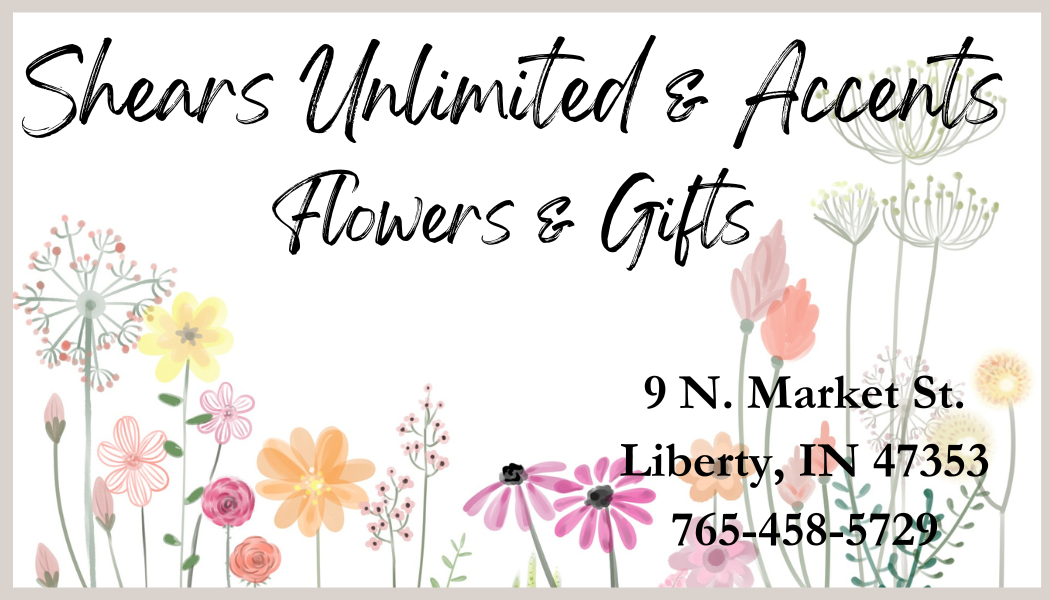 Shears Unlimited & Accents
Flowers & Gifts
9 N. Market St.
Liberty, IN 47353
765-458-5729